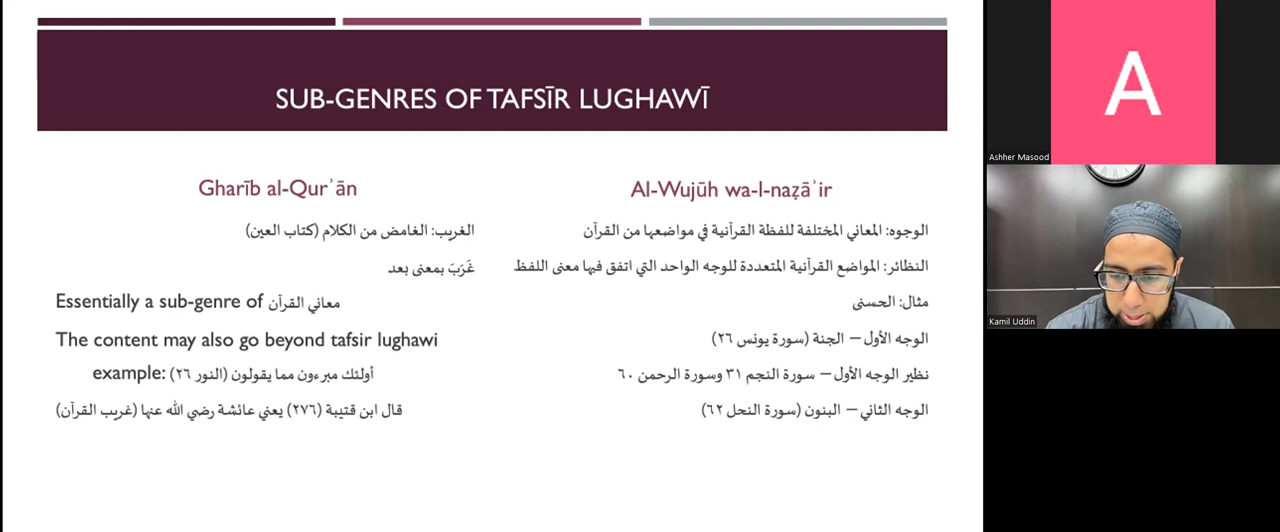 SUB-GENRES OF TAFSĪR LUGHAWĪ
Gharīb al-Qurʾān
الغريب: الغامض من الكلام (كتاب العين)
غَرَبَ بمعنى بعد
Essentially a sub-genre of معاني القرآن
The content may also go beyond tafsir lughawi
example: أولئك مبرءون مما يقولون (النور ٢٦)
قال ابن قتيبة (٢٧٦) يعني عائشة رضي الله عنها (غريب القرآن)
Al-Wujūh wa-l-naẓāʾir
الوجوه: المعاني المختلفة للفظة القرآنية في مواضعها من القرآن
النظائر: المواضع القرآنية المتعددة للوجه الواحد التي اتفق فيها معنى اللفظ
مثال: الحسنى
الوجه الأول – الجنة (سورة يونس ٢٦)
نظير الوجه الأول – سورة النجم ٣١ وسورة الرحمن ٦٠
الوجه الثاني – البنون (سورة النحل ٦٢)
A
Ashher Masood
Kamil Uddin